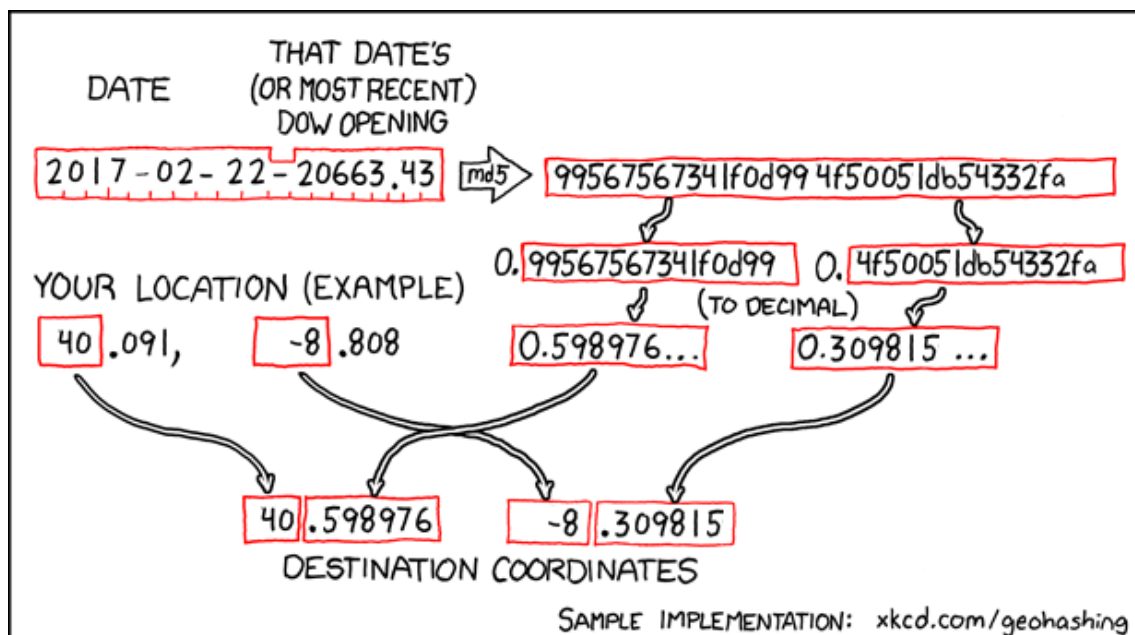 THAT DATE'S
DATE (OR MOST RECENT)
DOW OPENING
2017-02-22-20663.43 md5 99567567341f0d994f50051db54332fa
0.99567567341f0d99 0.4f50051db54332fa
YOUR LOCATION (EXAMPLE) (TO DECIMAL)
40.091, -8.808 0.598976... 0.309815...
40.598976 -8.309815
DESTINATION COORDINATES
SAMPLE IMPLEMENTATION: xkcd.com/geohashing